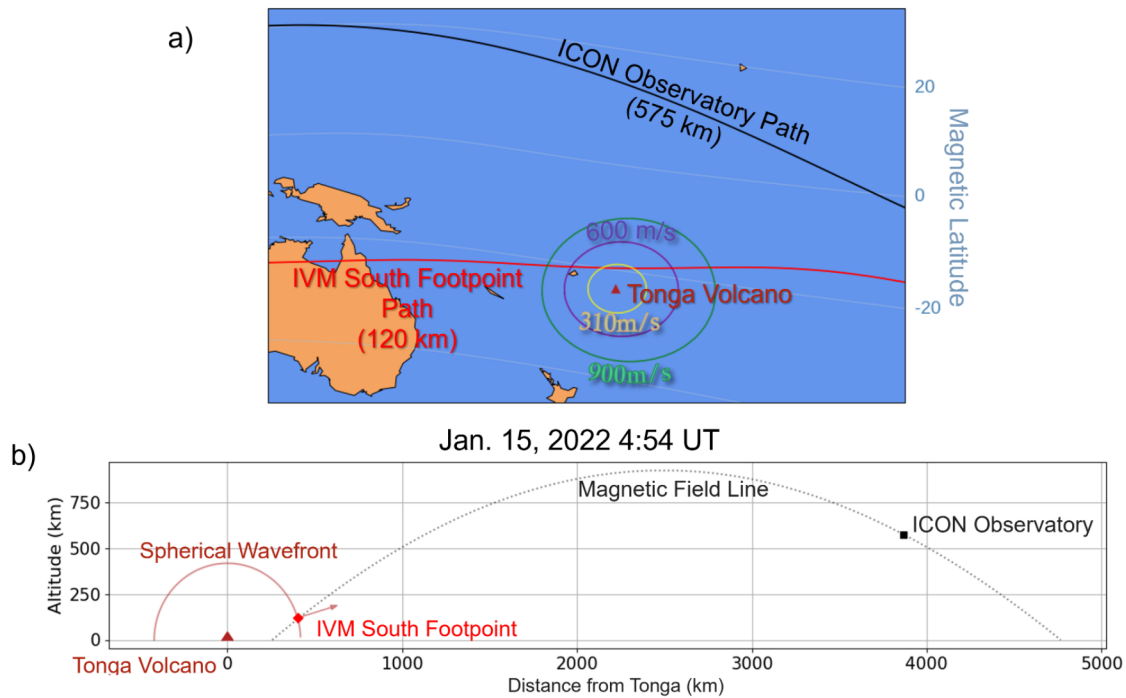 a)
ICON Observatory Path
(575 km)
20
0
-20
Magnetic Latitude
600 m/s
IVM South Footpoint
Path
(120 km)
Tonga Volcano
310m/s
900m/s
b)
Jan. 15, 2022 4:54 UT
Altitude (km)
750
500
250
0
Magnetic Field Line
ICON Observatory
Spherical Wavefront
IVM South Footpoint
Tonga Volcano
0
1000
2000
3000
4000
5000
Distance from Tonga (km)